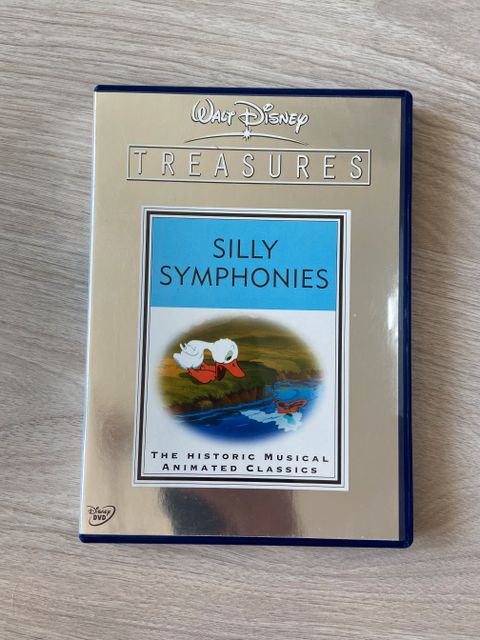 WALT DISNEY
TREASURES
SILLY
SYMPHONIES
THE HISTORIC MUSICAL
ANIMATED CLASSICS
Disney
DVD